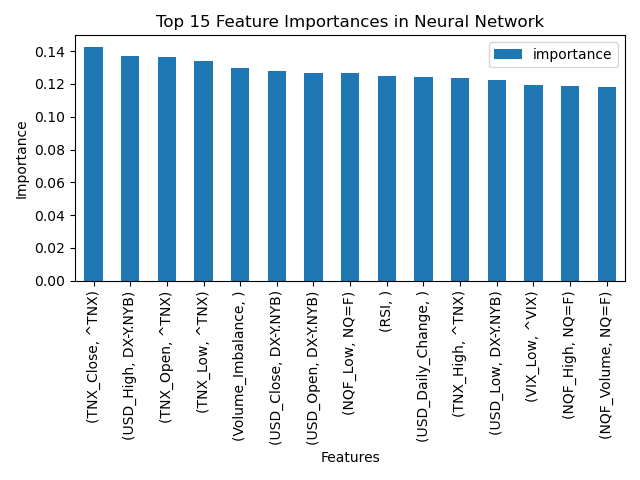 Top 15 Feature Importances in Neural Network
importance
Importance
0.14
0.12
0.10
0.08
0.06
0.04
0.02
0.00
(TNX_Close, ^TNX)
(USD_High, DX-Y.NYB)
(TNX_Open, ^TNX)
(TNX_Low, ^TNX)
(Volume_Imbalance, )
(USD_Close, DX-Y.NYB)
(USD_Open, DX-Y.NYB)
(NQF_Low, NQ=F)
(RSI, )
(USD_Daily_Change, )
(TNX_High, ^TNX)
(USD_Low, DX-Y.NYB)
(VIX_Low, ^VIX)
(NQF_High, NQ=F)
(NQF_Volume, NQ=F)
Features